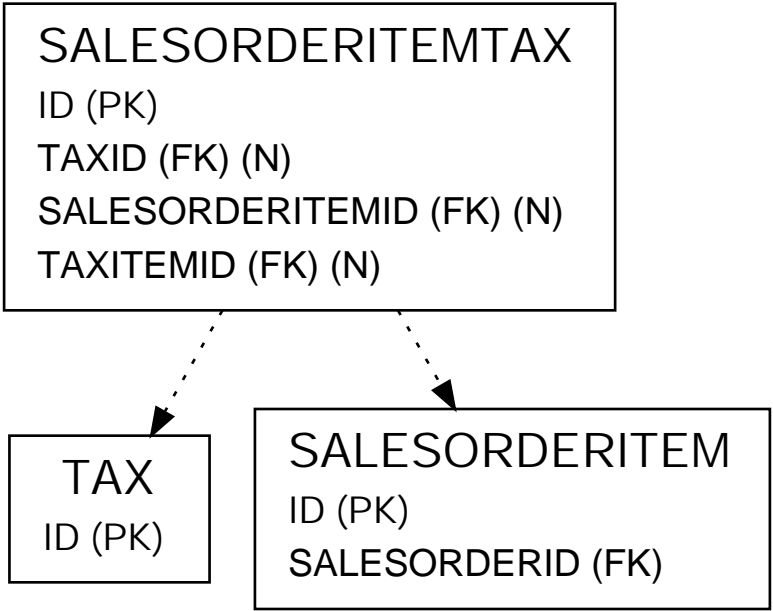 SALESORDERITEMTAX
ID (PK)
TAXID (FK) (N)
SALESORDERITEMID (FK) (N)
TAXITEMID (FK) (N)
TAX
ID (PK)
SALESORDERITEM
ID (PK)
SALESORDERID (FK)